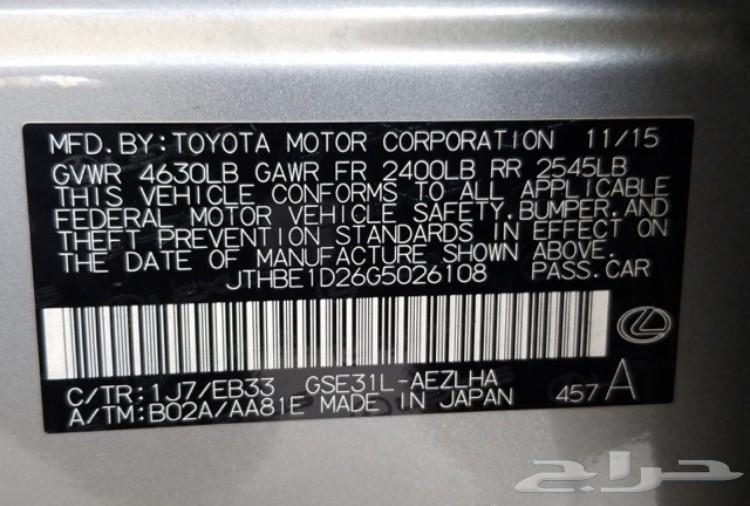 MFD.BY:TOYOTA MOTOR CORPORATION 11/15
GVWR 4630LB GAWR FR 2400LB RR 2545LB
THIS VEHICLE CONFORMS TO ALL APPLICABLE
FEDERAL MOTOR VEHICLE SAFETY,BUMPER,AND
THEFT PREVENTION STANDARDS IN EFFECT ON
THE DATE OF MANUFACTURE SHOWN ABOVE.
JTHBE1D26G5026108 PASS.CAR
C/TR:1J7/EB33 GSE31L-AEZLHA
A/TM:B02A/AA81E MADE IN JAPAN 457A
حراج